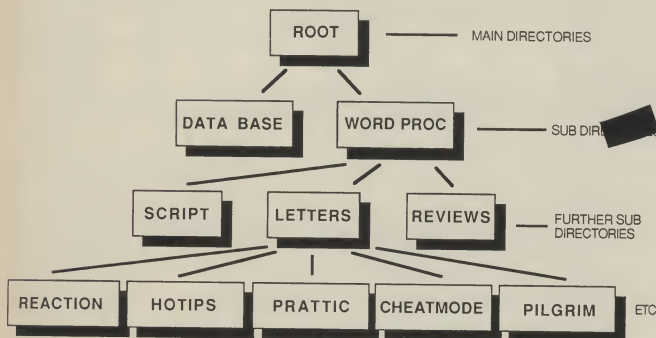 ROOT
MAIN DIRECTORIES
DATA BASE
WORD PROC
SUB
SCRIPT
LETTERS
REVIEWS
FURTHER SUB
DIRECTORIES
REACTION
HOTIPS
PRATTIC
CHEATMODE
PILGRIM
ETC